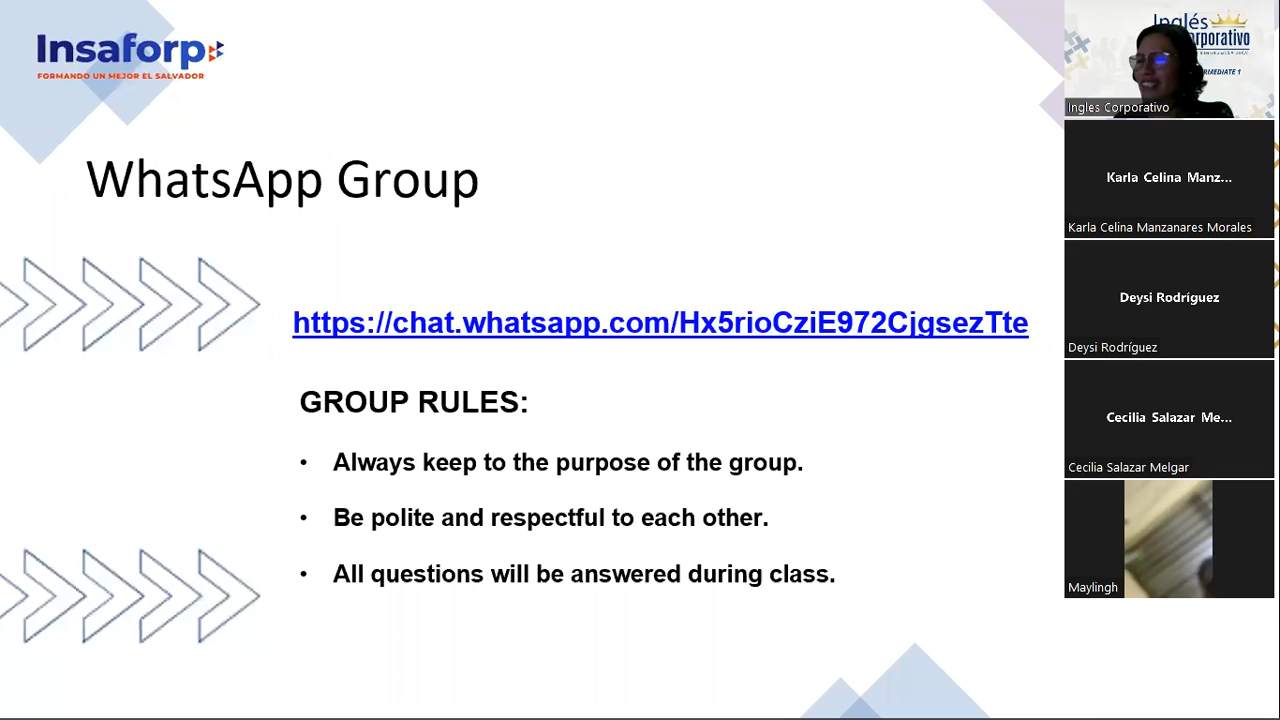 Insaforp
FORMANDO UN MEJOR EL SALVADOR
WhatsApp Group
https://chat.whatsapp.com/Hx5rioCziE972CjgsezTte
GROUP RULES:
• Always keep to the purpose of the group.
• Be polite and respectful to each other.
• All questions will be answered during class.
Inglés
Ingles Corporativo
Karla Celina Manz...
Karla Celina Manzanares Morales
Deysi Rodríguez
Deysi Rodríguez
Cecilia Salazar Me...
Cecilia Salazar Melgar
Maylingh